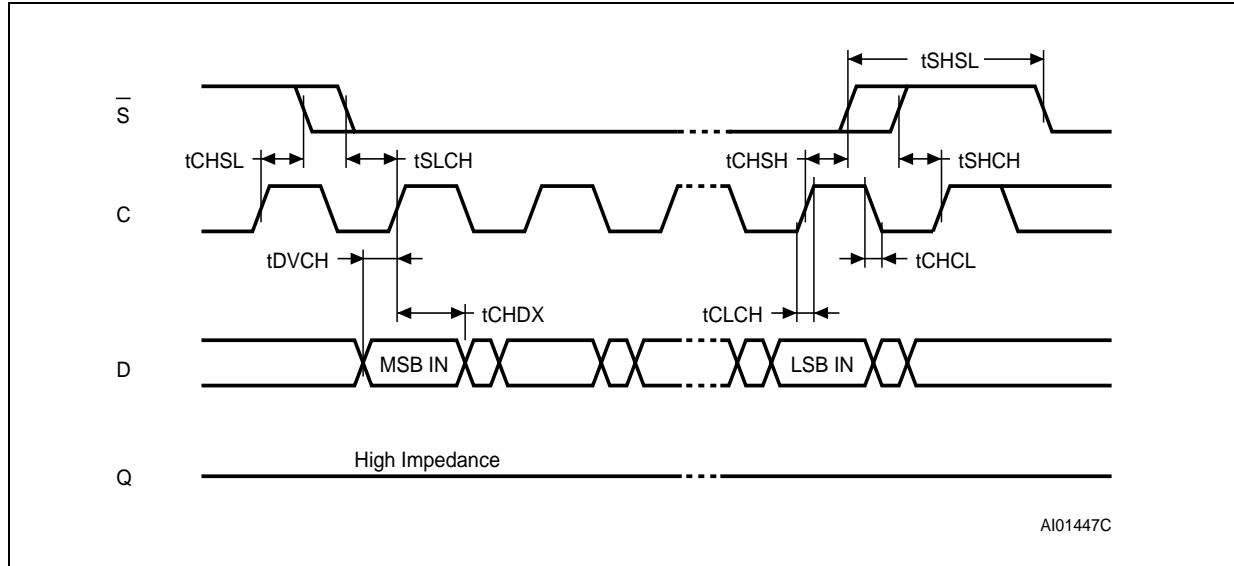 tSHSL
S̅
tCHSL
tSLCH
tCHSH
tSHCH
C
tDVCH
tCHCL
tCHDX
tCLCH
D
MSB IN
LSB IN
High Impedance
Q
AI01447C